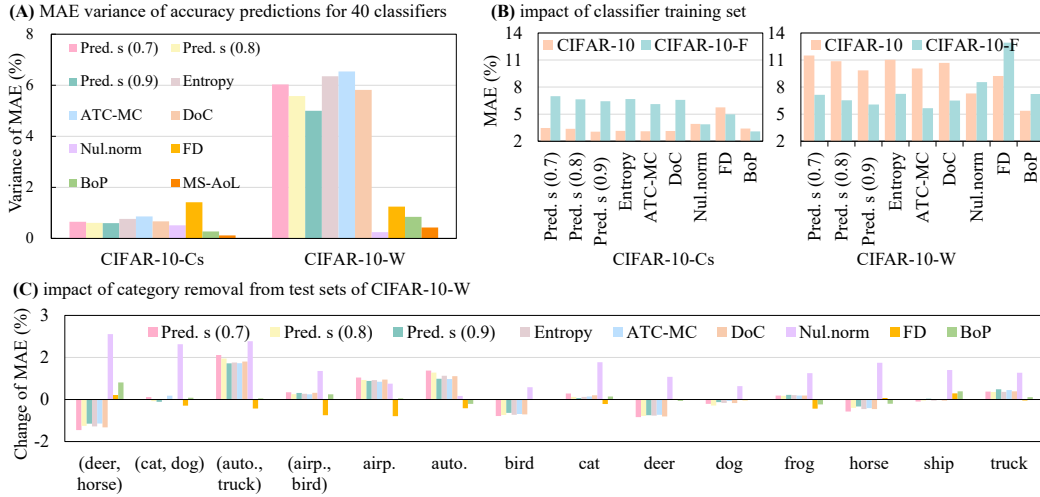 (A) MAE variance of accuracy predictions for 40 classifiers
Variance of MAE (%)
8
6
4
2
0
Pred. s (0.7)
Pred. s (0.8)
Pred. s (0.9)
Entropy
ATC-MC
DoC
Nul.norm
FD
BoP
MS-AoL
CIFAR-10-Cs
CIFAR-10-W
(B) impact of classifier training set
MAE (%)
14
11
8
5
2
CIFAR-10
CIFAR-10-F
Pred. s (0.7)
Pred. s (0.8)
Pred. s (0.9)
Entropy
ATC-MC
DoC
Nul.norm
FD
BoP
CIFAR-10-Cs
14
11
8
5
2
CIFAR-10
CIFAR-10-F
Pred. s (0.7)
Pred. s (0.8)
Pred. s (0.9)
Entropy
ATC-MC
DoC
Nul.norm
FD
BoP
CIFAR-10-W
(C) impact of category removal from test sets of CIFAR-10-W
Change of MAE (%)
3
2
0
-2
Pred. s (0.7)
Pred. s (0.8)
Pred. s (0.9)
Entropy
ATC-MC
DoC
Nul.norm
FD
BoP
(deer,
horse)
(cat, dog)
(auto.,
truck)
(airp.,
bird)
airp.
auto.
bird
cat
deer
dog
frog
horse
ship
truck